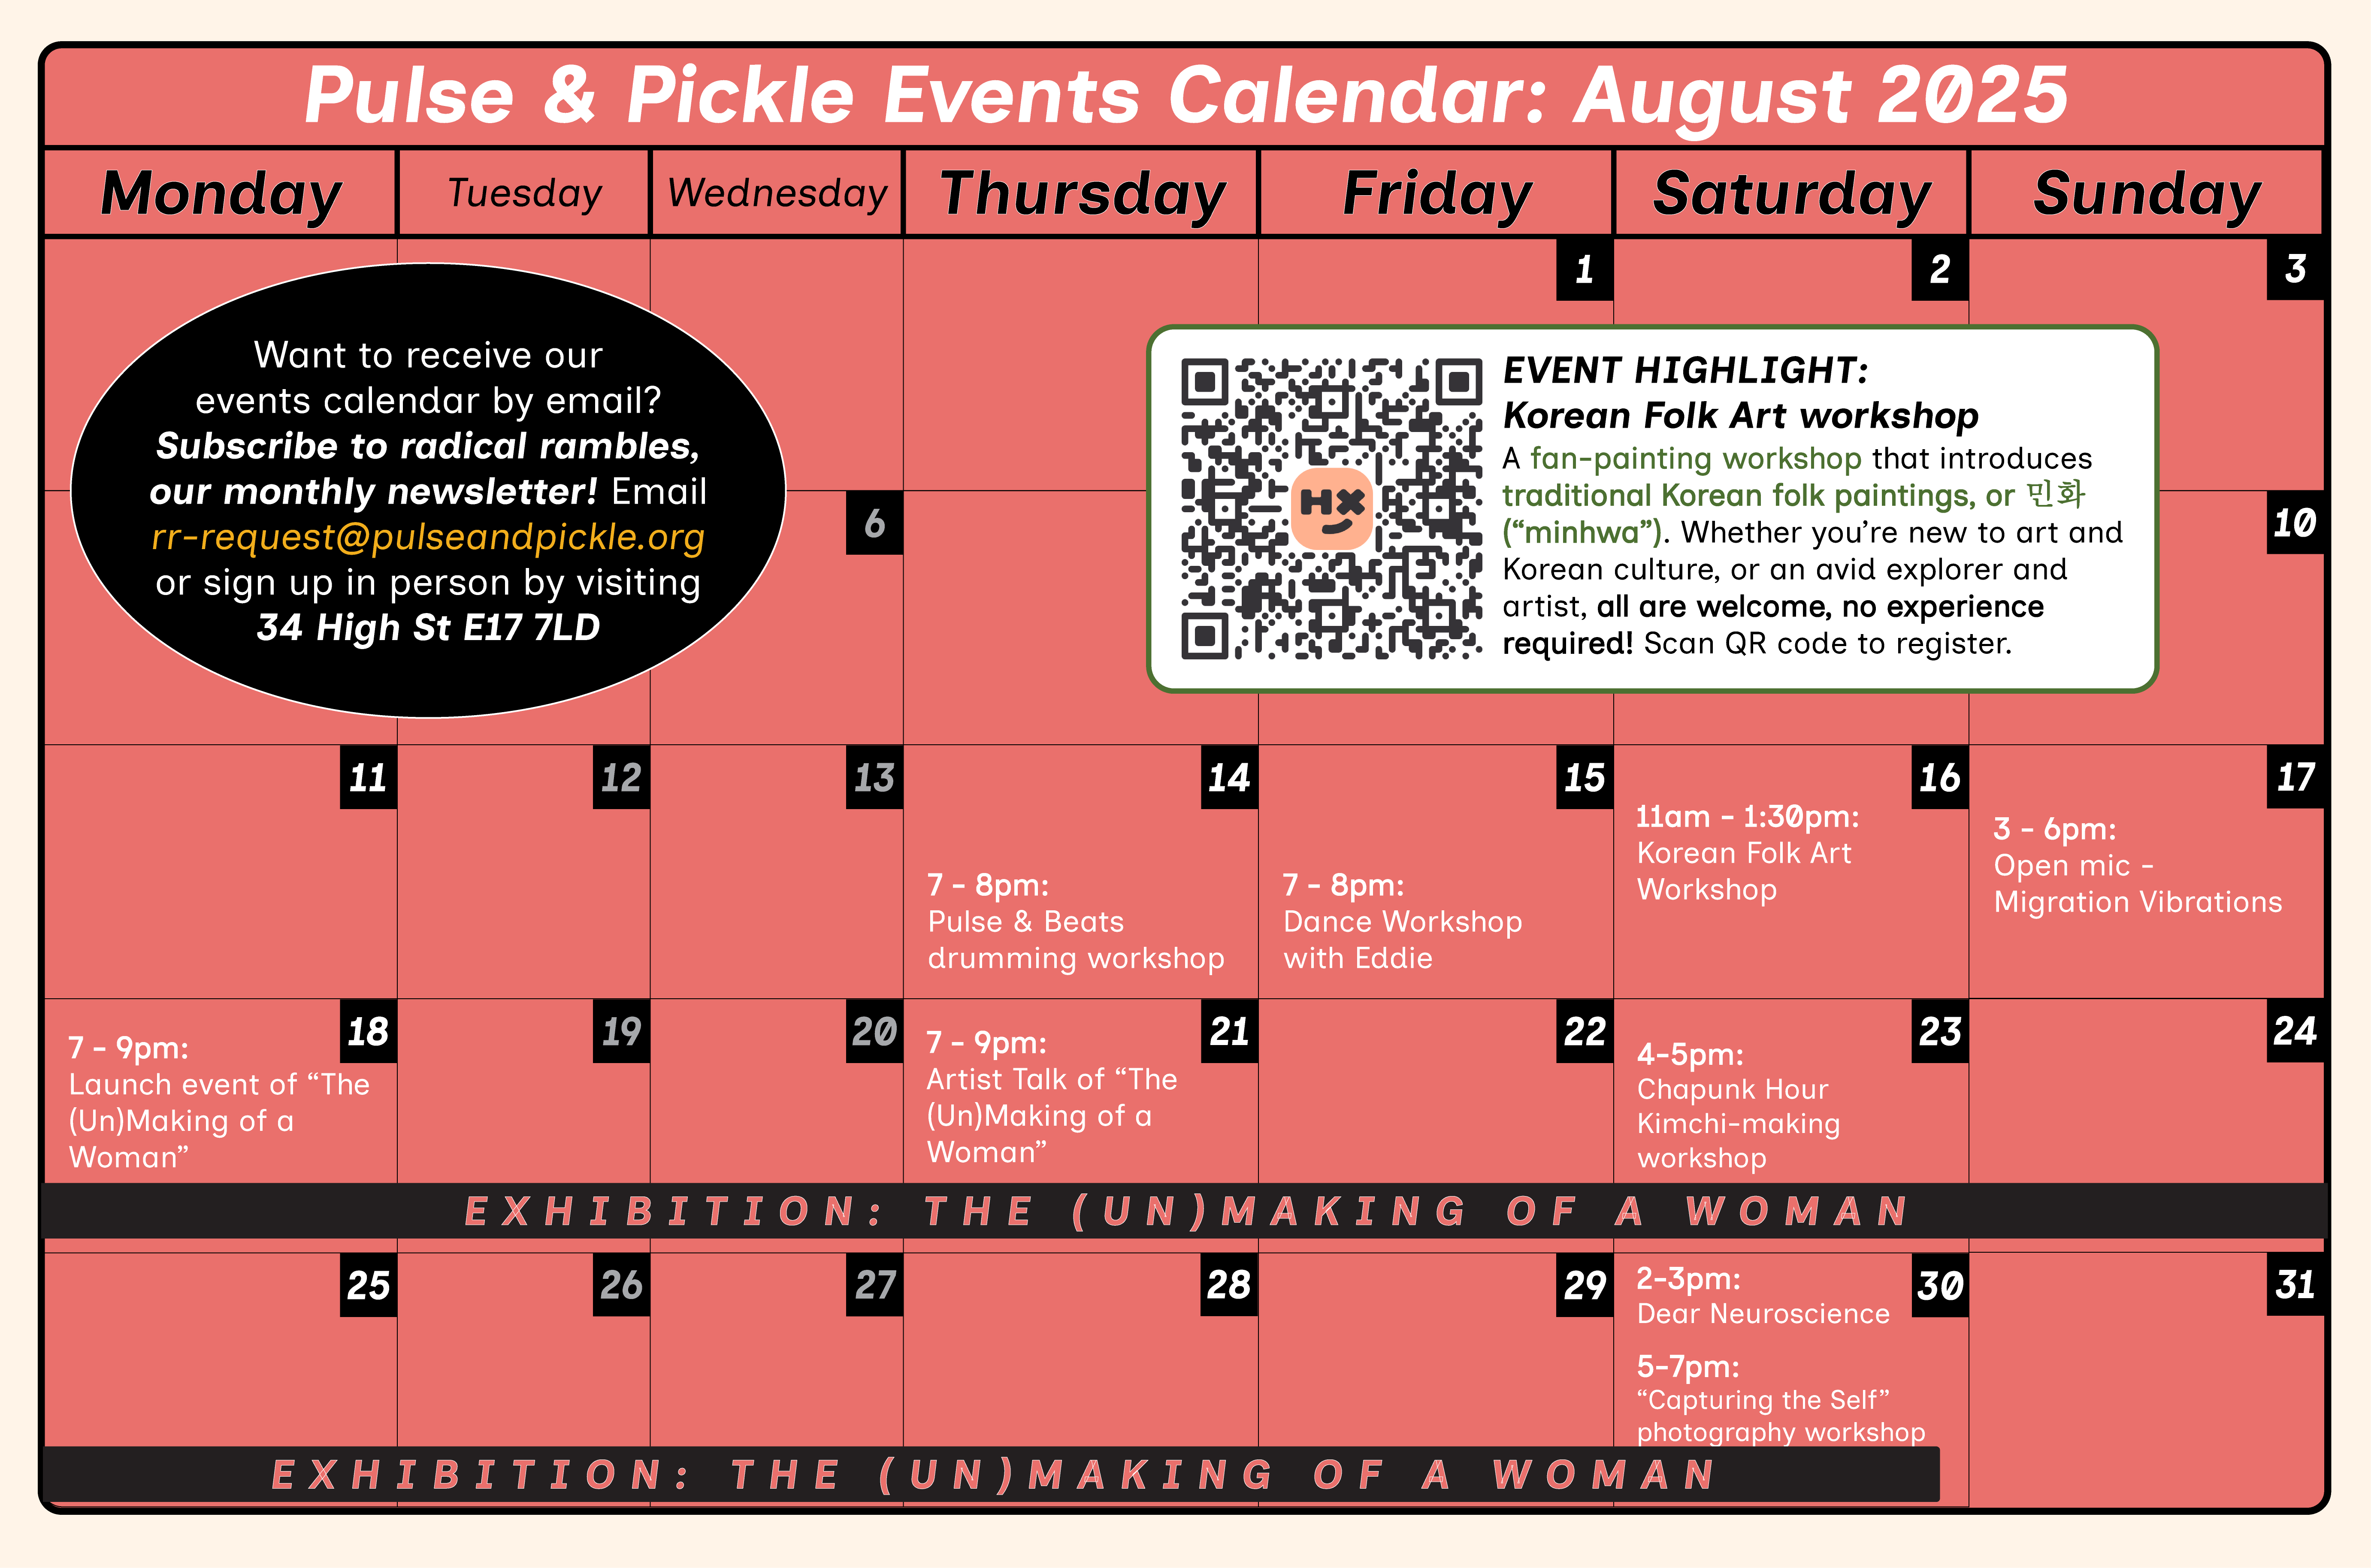 Pulse & Pickle Events Calendar: August 2025
Monday
Tuesday
Wednesday
Thursday
Friday
Saturday
Sunday
1
2
3
Want to receive our
events calendar by email?
Subscribe to radical rambles,
our monthly newsletter! Email
rr-request@pulseandpickle.org
or sign up in person by visiting
34 High St E17 7LD
EVENT HIGHLIGHT:
Korean Folk Art workshop
A fan-painting workshop that introduces
traditional Korean folk paintings, or 민화
(“minhwa”). Whether you’re new to art and
Korean culture, or an avid explorer and
artist, all are welcome, no experience
required! Scan QR code to register.
HX
6
10
11
12
13
14
7 - 8pm:
Pulse & Beats
drumming workshop
15
7 - 8pm:
Dance Workshop
with Eddie
16
11am - 1:30pm:
Korean Folk Art
Workshop
17
3 - 6pm:
Open mic -
Migration Vibrations
18
7 - 9pm:
Launch event of “The
(Un)Making of a
Woman”
19
20
21
7 - 9pm:
Artist Talk of “The
(Un)Making of a
Woman”
22
23
4-5pm:
Chapunk Hour
Kimchi-making
workshop
24
EXHIBITION: THE (UN)MAKING OF A WOMAN
25
26
27
28
29
30
2-3pm:
Dear Neuroscience
5-7pm:
“Capturing the Self”
photography workshop
31
EXHIBITION: THE (UN)MAKING OF A WOMAN